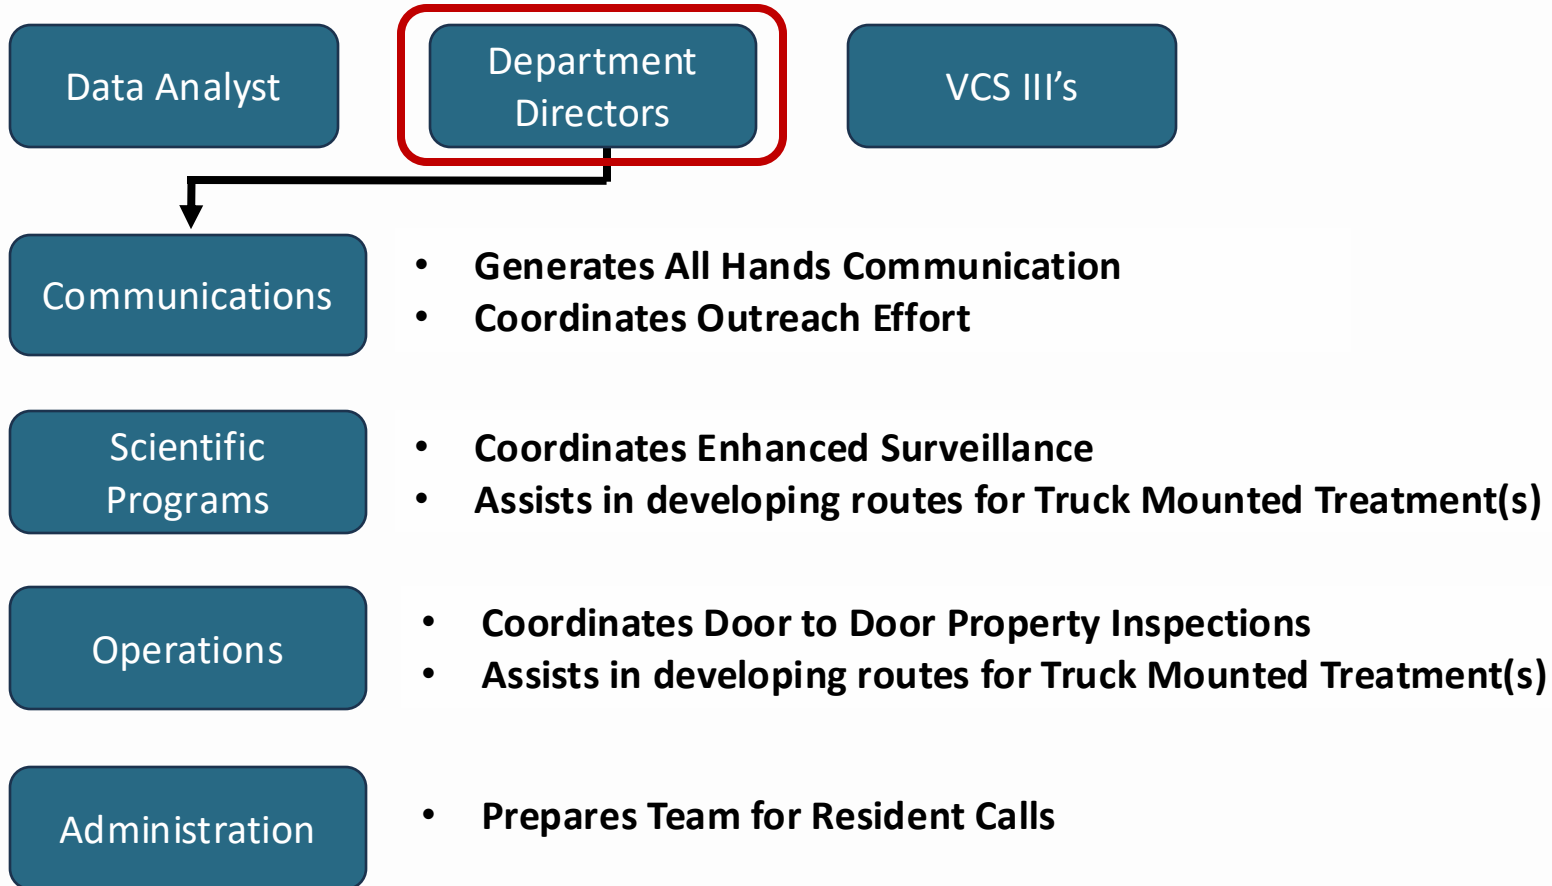 Data Analyst
Department
Directors
VCS III’s
Communications
• Generates All Hands Communication
• Coordinates Outreach Effort
Scientific
Programs
• Coordinates Enhanced Surveillance
• Assists in developing routes for Truck Mounted Treatment(s)
Operations
• Coordinates Door to Door Property Inspections
• Assists in developing routes for Truck Mounted Treatment(s)
Administration
• Prepares Team for Resident Calls